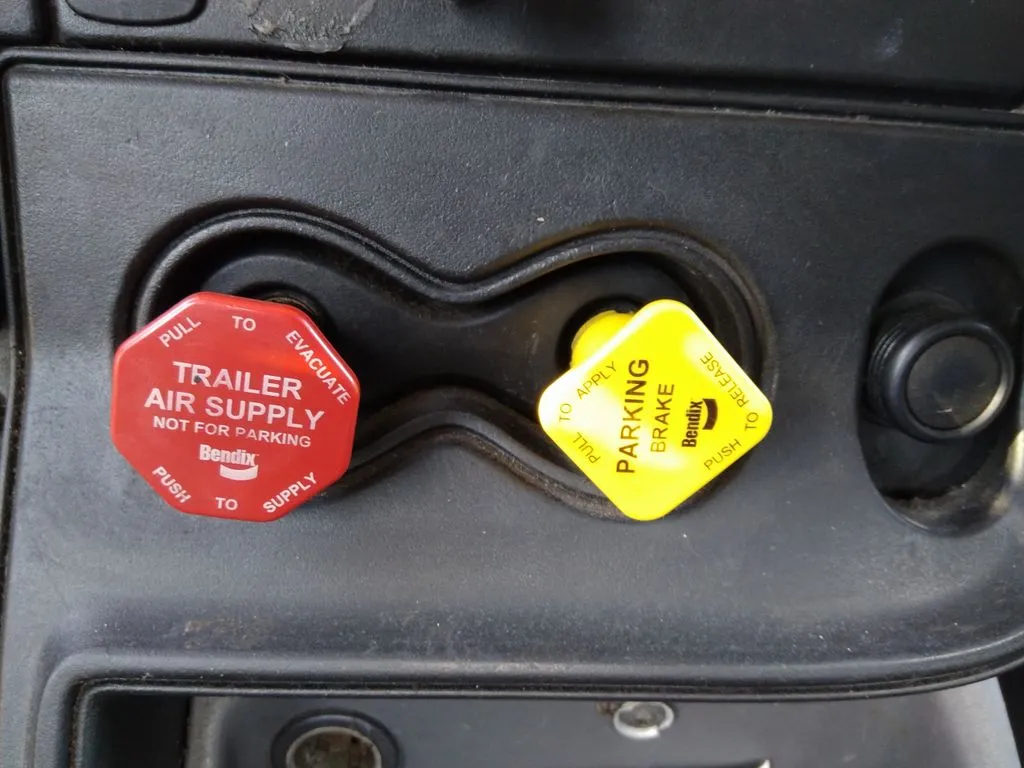 PULL TO EVACUATE
TRAILER
AIR SUPPLY
NOT FOR PARKING
Bendix
PUSH TO SUPPLY
PULL TO APPLY
PARKING
BRAKE
Bendix
PUSH TO RELEASE